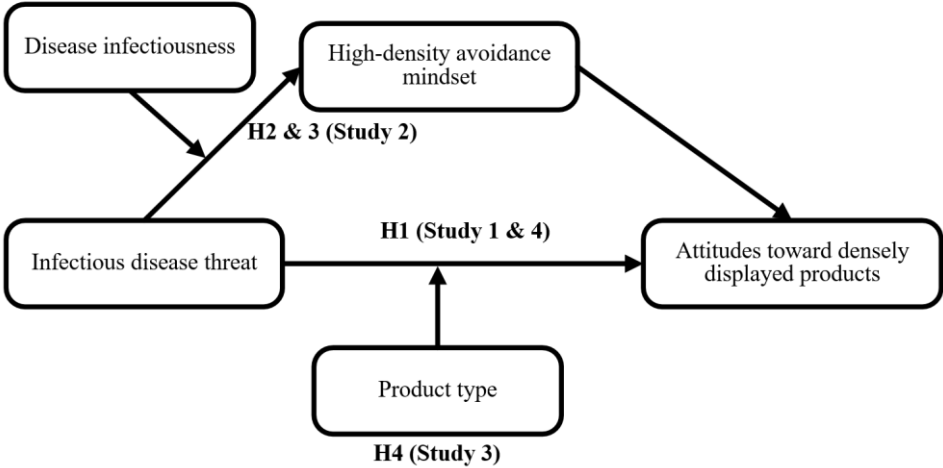 Disease infectiousness
High-density avoidance
mindset
H2 & 3 (Study 2)
H1 (Study 1 & 4)
Infectious disease threat
Attitudes toward densely
displayed products
Product type
H4 (Study 3)